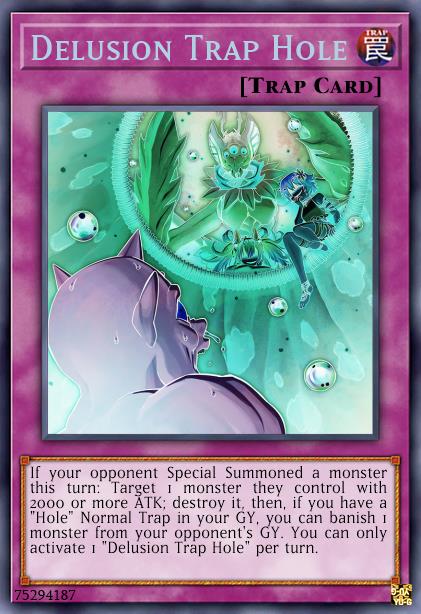 Delusion Trap Hole
TRAP
罠
[Trap Card]
If your opponent Special Summoned a monster
this turn: Target 1 monster they control with
2000 or more ATK; destroy it, then, if you have a
"Hole" Normal Trap in your GY, you can banish 1
monster from your opponent's GY. You can only
activate 1 "Delusion Trap Hole" per turn.
75294187